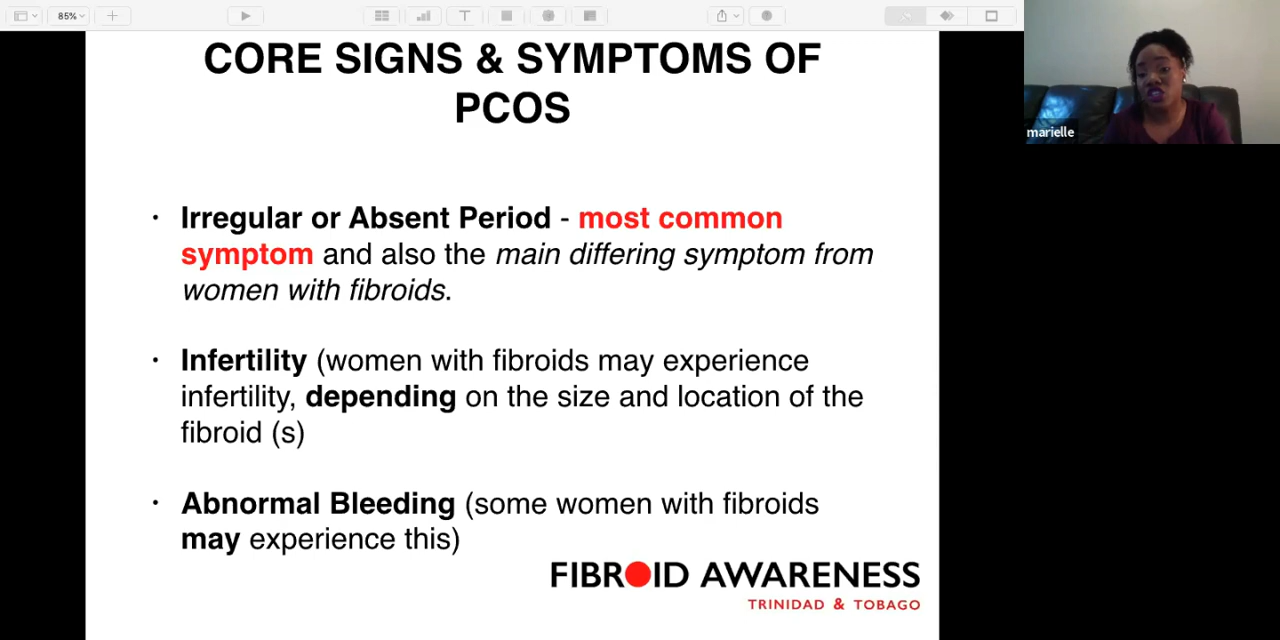 85%
marielle
CORE SIGNS & SYMPTOMS OF
PCOS
• Irregular or Absent Period - most common
symptom and also the main differing symptom from
women with fibroids.
• Infertility (women with fibroids may experience
infertility, depending on the size and location of the
fibroid (s)
• Abnormal Bleeding (some women with fibroids
may experience this)
FIBROID AWARENESS
TRINIDAD & TOBAGO